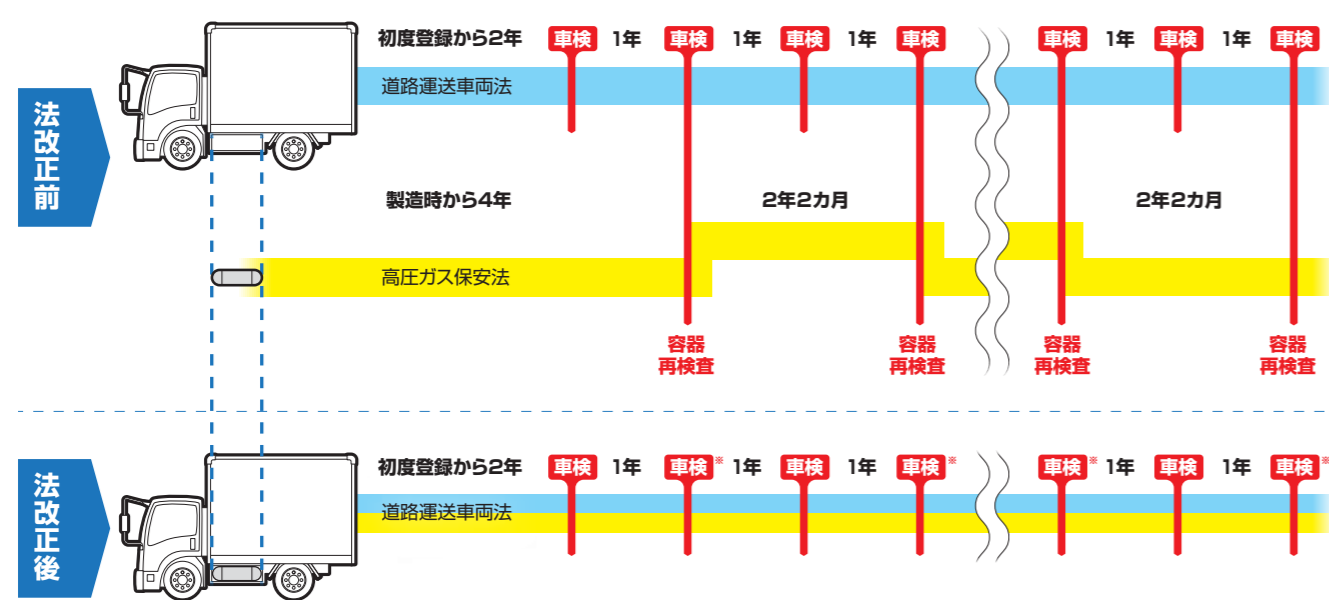 法改正前
初度登録から2年 車検 1年 車検 1年 車検 1年 車検 車検 1年 車検 1年 車検
道路運送車両法
製造時から4年 2年2カ月 2年2カ月
高圧ガス保安法
容器 容器 容器 容器
再検査 再検査 再検査 再検査
法改正後
初度登録から2年 車検 1年 車検※ 1年 車検 1年 車検※ 車検※ 1年 車検 1年 車検※
道路運送車両法